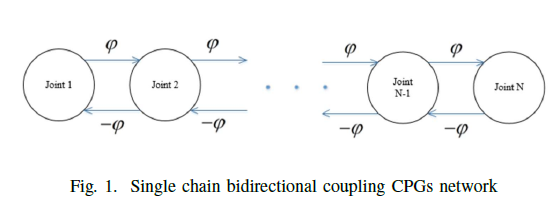 φ φ φ φ
Joint 1 Joint 2 . . . Joint N-1 Joint N
−φ −φ −φ −φ
Fig. 1. Single chain bidirectional coupling CPGs network